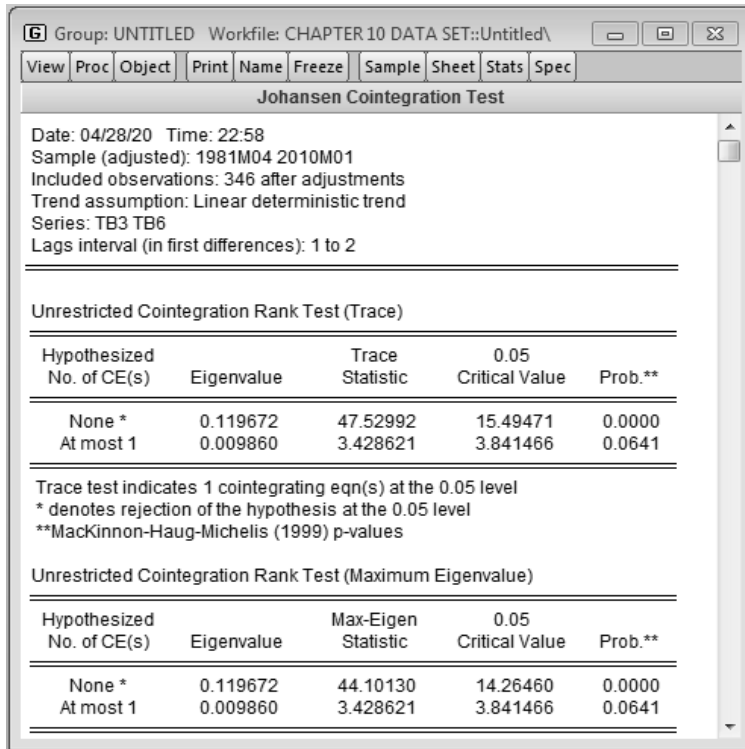 G Group: UNTITLED Workfile: CHAPTER 10 DATA SET::Untitled\
View Proc Object Print Name Freeze Sample Sheet Stats Spec
Johansen Cointegration Test
Date: 04/28/20 Time: 22:58
Sample (adjusted): 1981M04 2010M01
Included observations: 346 after adjustments
Trend assumption: Linear deterministic trend
Series: TB3 TB6
Lags interval (in first differences): 1 to 2
Unrestricted Cointegration Rank Test (Trace)
Hypothesized Trace 0.05
No. of CE(s) Eigenvalue Statistic Critical Value Prob.**
None * 0.119672 47.52992 15.49471 0.0000
At most 1 0.009860 3.428621 3.841466 0.0641
Trace test indicates 1 cointegrating eqn(s) at the 0.05 level
* denotes rejection of the hypothesis at the 0.05 level
**MacKinnon-Haug-Michelis (1999) p-values
Unrestricted Cointegration Rank Test (Maximum Eigenvalue)
Hypothesized Max-Eigen 0.05
No. of CE(s) Eigenvalue Statistic Critical Value Prob.**
None * 0.119672 44.10130 14.26460 0.0000
At most 1 0.009860 3.428621 3.841466 0.0641